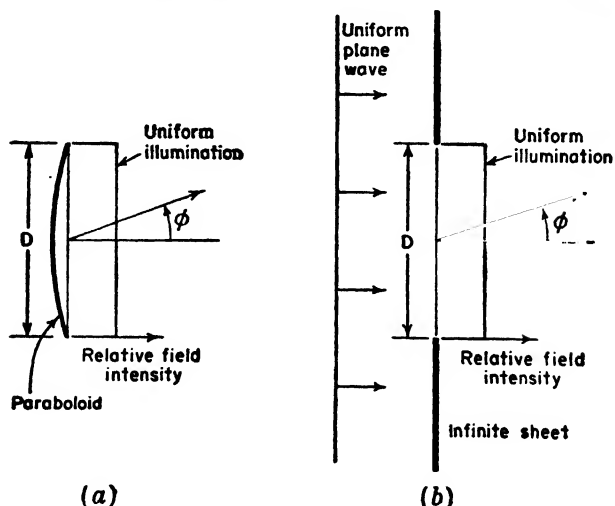 Uniform
illumination
D
ϕ
Relative field
intensity
Paraboloid
(a)
Uniform
plane
wave
Uniform
illumination
D
ϕ
Relative field
intensity
Infinite sheet
(b)